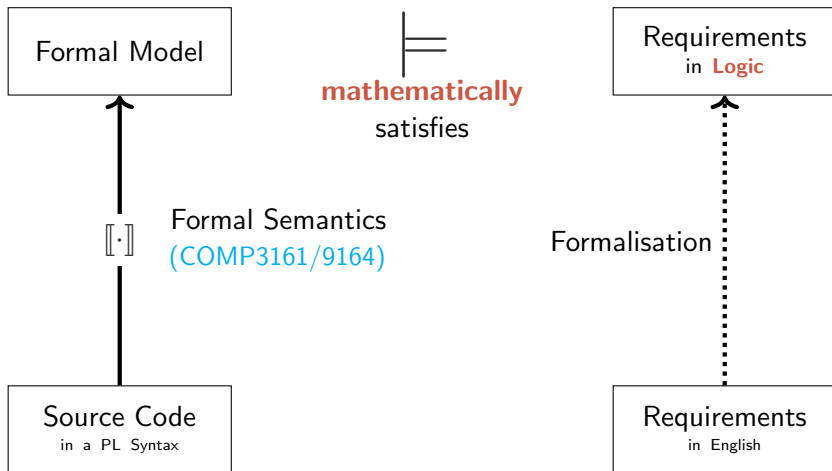 Formal Model
⊨
mathematically
satisfies
Requirements
in Logic
⟦·⟧
Formal Semantics
(COMP3161/9164)
Formalisation
Source Code
in a PL Syntax
Requirements
in English